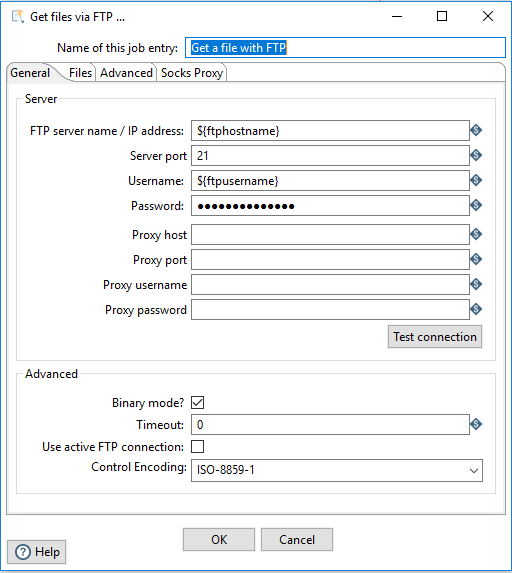 Get files via FTP ...
Name of this job entry: Get a file with FTP
General Files Advanced Socks Proxy
Server
FTP server name / IP address: ${ftphostname}
Server port 21
Username: ${ftpusername}
Password: ●●●●●●●●●●●●●●
Proxy host
Proxy port
Proxy username
Proxy password
Test connection
Advanced
Binary mode?
Timeout: 0
Use active FTP connection:
Control Encoding: ISO-8859-1
OK Cancel
Help